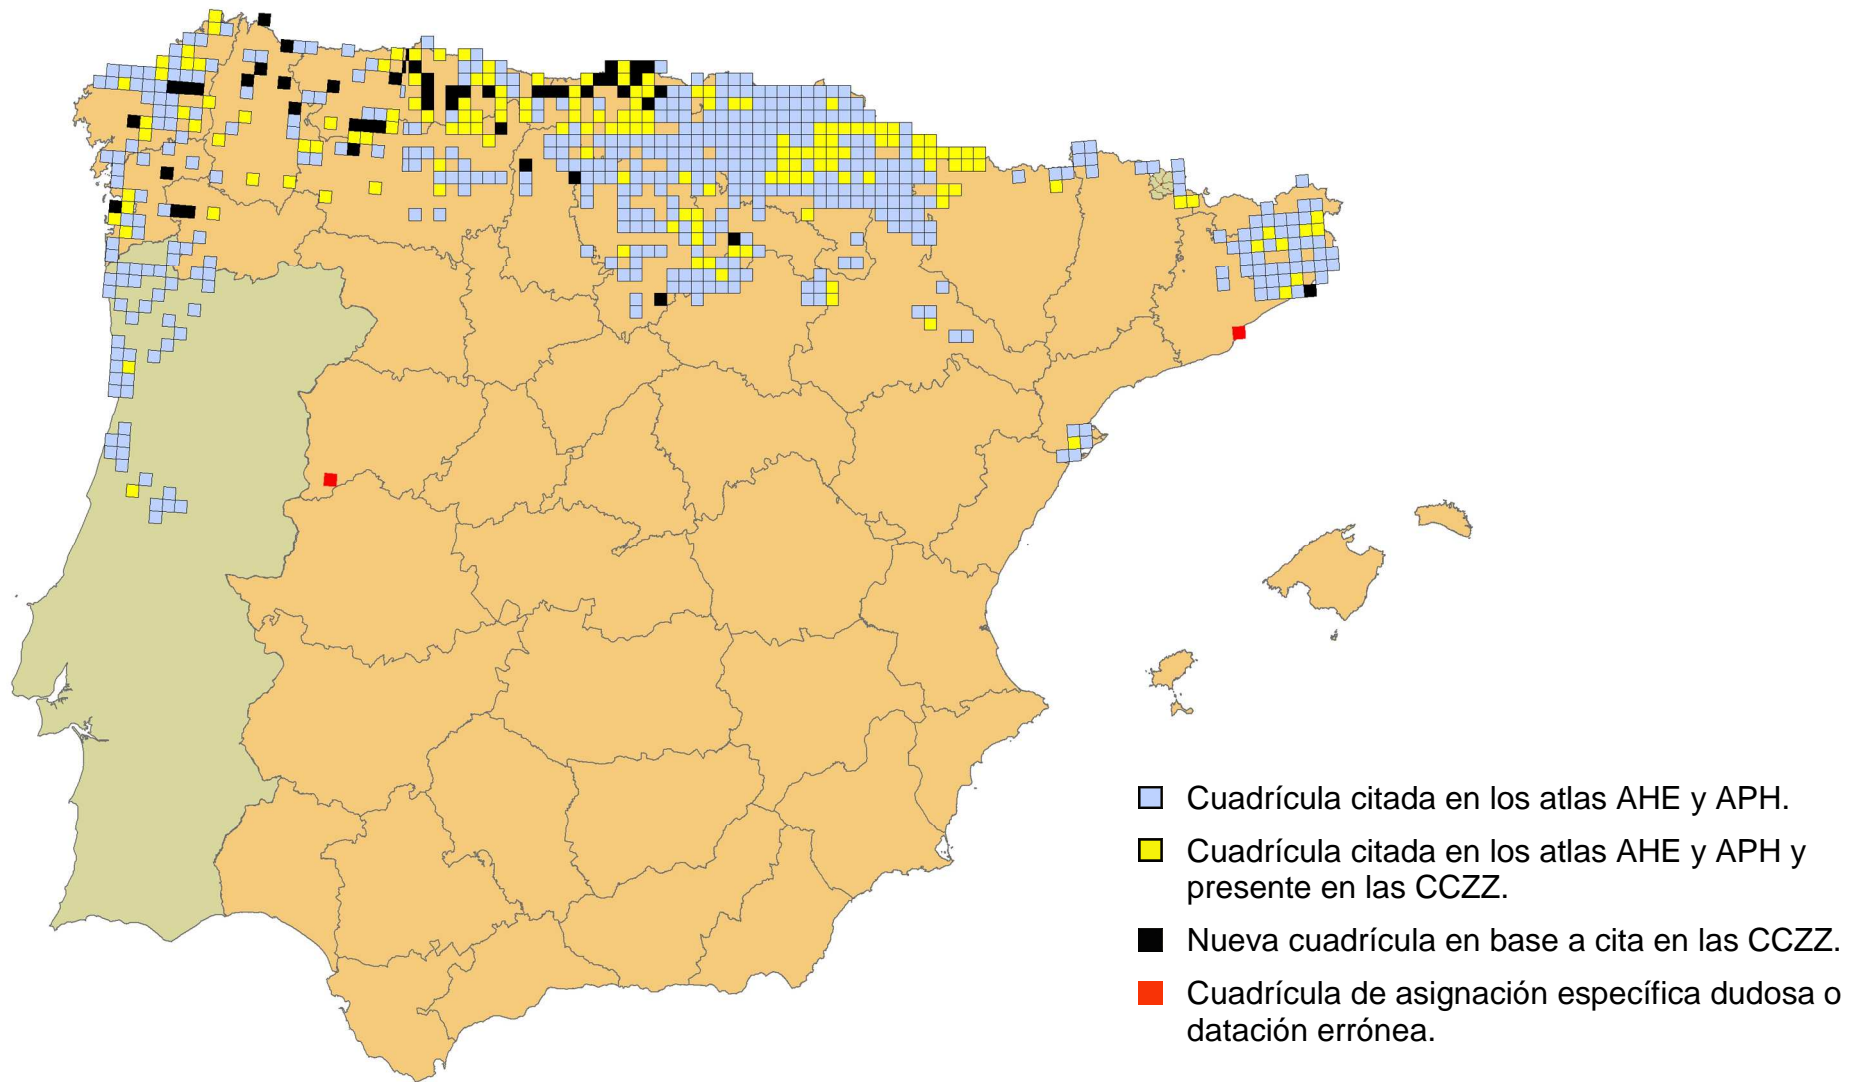 Cuadrícula citada en los atlas AHE y APH.
Cuadrícula citada en los atlas AHE y APH y
presente en las CCZZ.
Nueva cuadrícula en base a cita en las CCZZ.
Cuadrícula de asignación específica dudosa o
datación errónea.